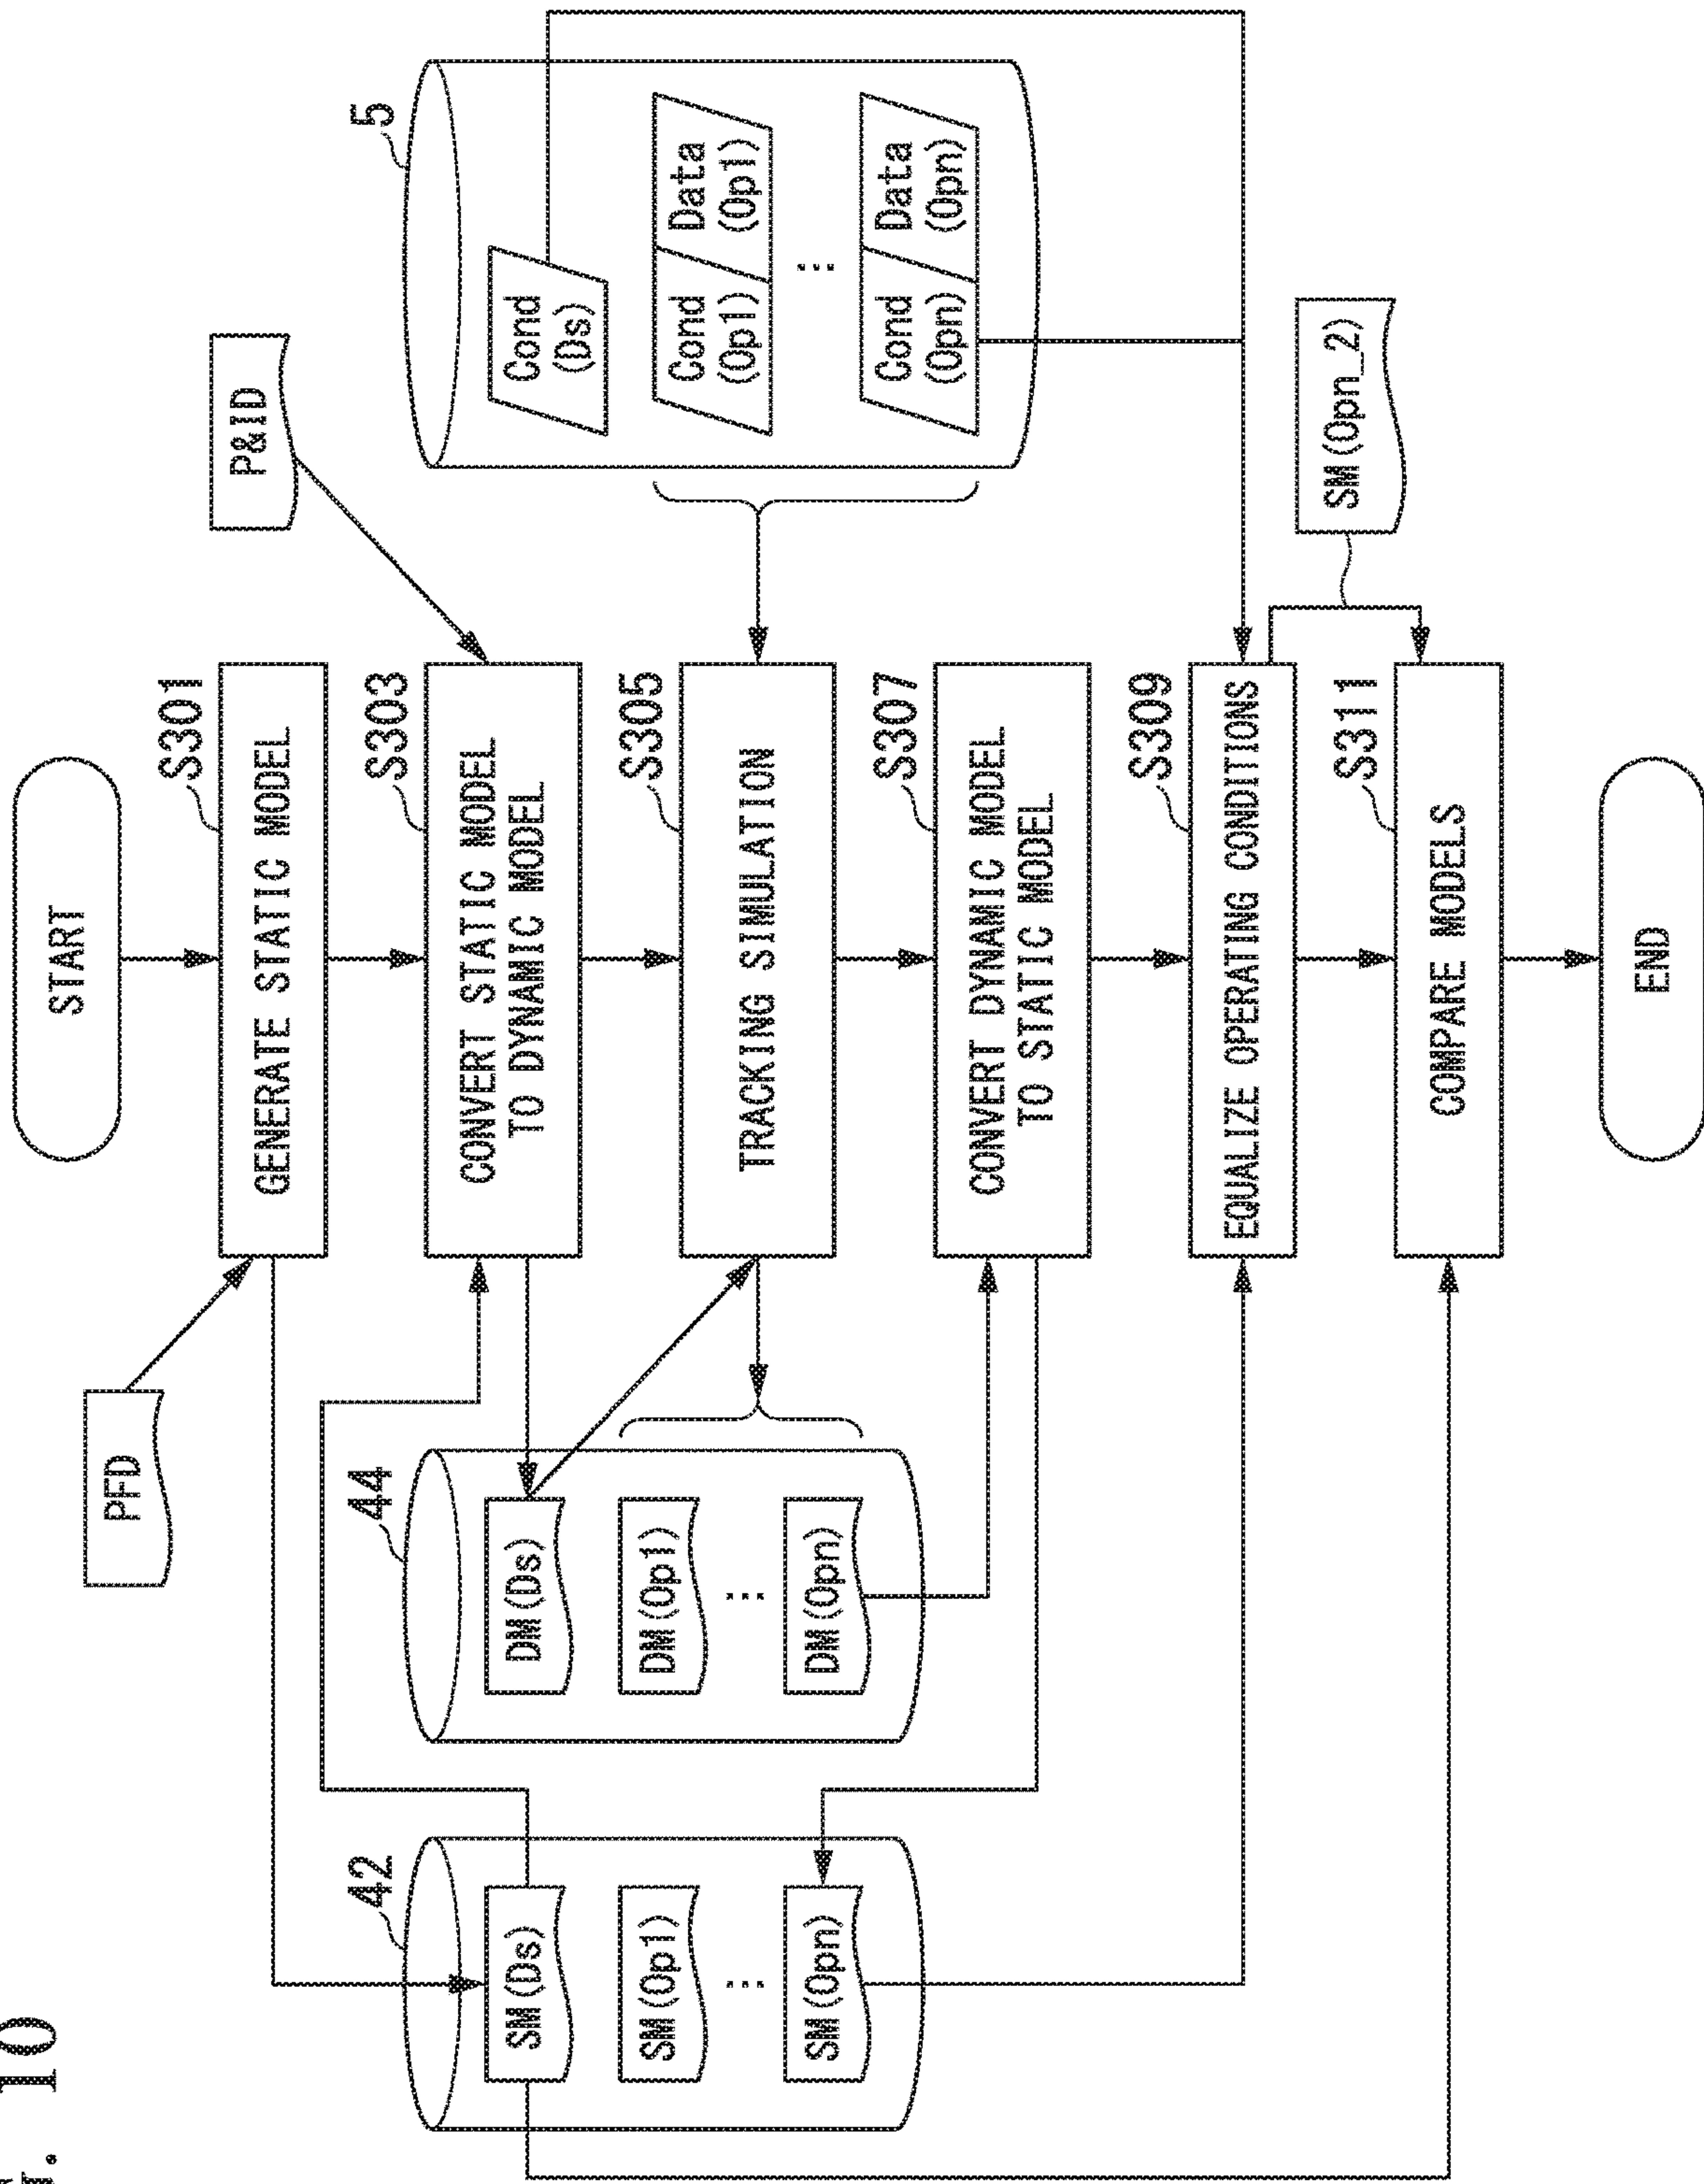 10
START
PFD
S301
GENERATE STATIC MODEL
P&ID
S303
CONVERT STATIC MODEL
TO DYNAMIC MODEL
S305
TRACKING SIMULATION
S307
CONVERT DYNAMIC MODEL
TO STATIC MODEL
S309
EQUALIZE OPERATING CONDITIONS
S311
COMPARE MODELS
END
42
SM(Ds)
SM(Op1)
...
SM(Opn)
44
DM(Ds)
DM(Op1)
...
DM(Opn)
5
Cond
(Ds)
Cond
(Op1)
Data
(Op1)
...
Cond
(Opn)
Data
(Opn)
SM(Opn_2)